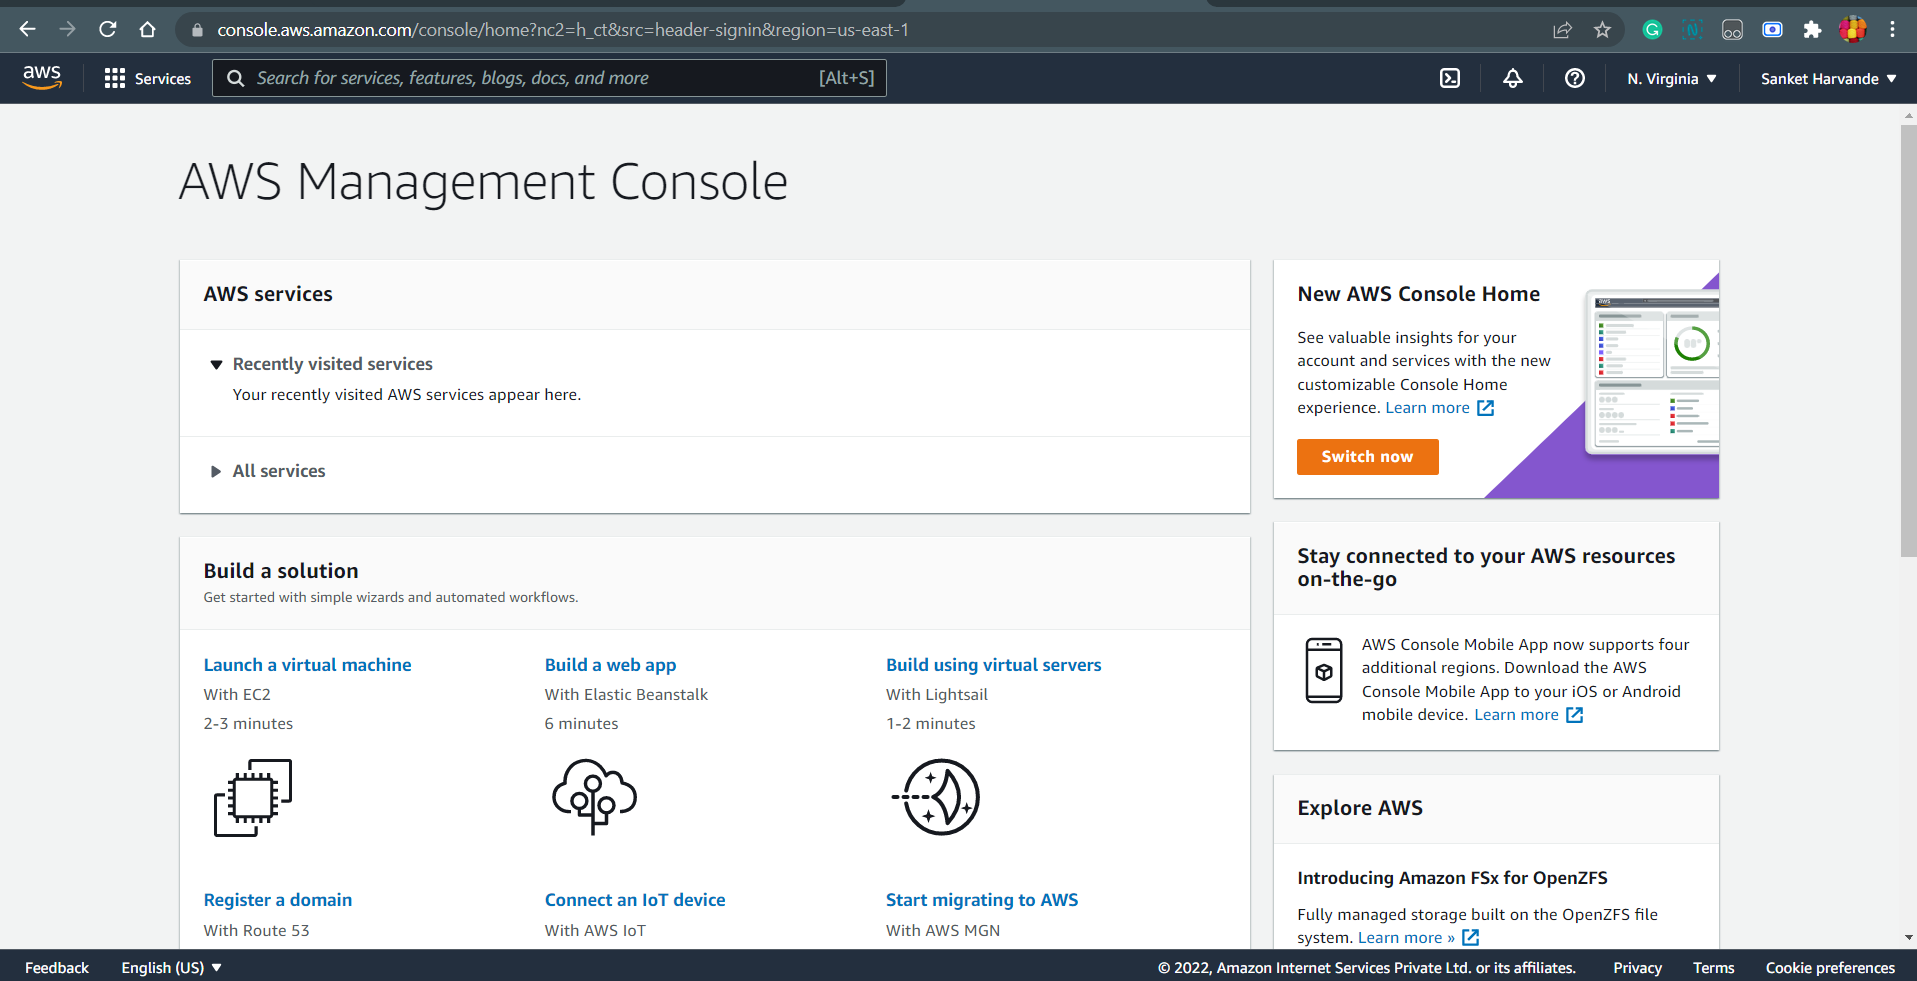 console.aws.amazon.com/console/home?nc2=h_ct&src=header-signin&region=us-east-1
aws
Services
Search for services, features, blogs, docs, and more
[Alt+S]
N. Virginia
Sanket Harvande
AWS Management Console
AWS services
Recently visited services
Your recently visited AWS services appear here.
All services
Build a solution
Get started with simple wizards and automated workflows.
Launch a virtual machine
With EC2
2-3 minutes
Build a web app
With Elastic Beanstalk
6 minutes
Build using virtual servers
With Lightsail
1-2 minutes
Register a domain
With Route 53
Connect an IoT device
With AWS IoT
Start migrating to AWS
With AWS MGN
New AWS Console Home
See valuable insights for your
account and services with the new
customizable Console Home
experience. Learn more
Switch now
aws
Stay connected to your AWS resources
on-the-go
AWS Console Mobile App now supports four
additional regions. Download the AWS
Console Mobile App to your iOS or Android
mobile device. Learn more
Explore AWS
Introducing Amazon FSx for OpenZFS
Fully managed storage built on the OpenZFS file
system. Learn more »
Feedback
English (US)
© 2022, Amazon Internet Services Private Ltd. or its affiliates.
Privacy
Terms
Cookie preferences